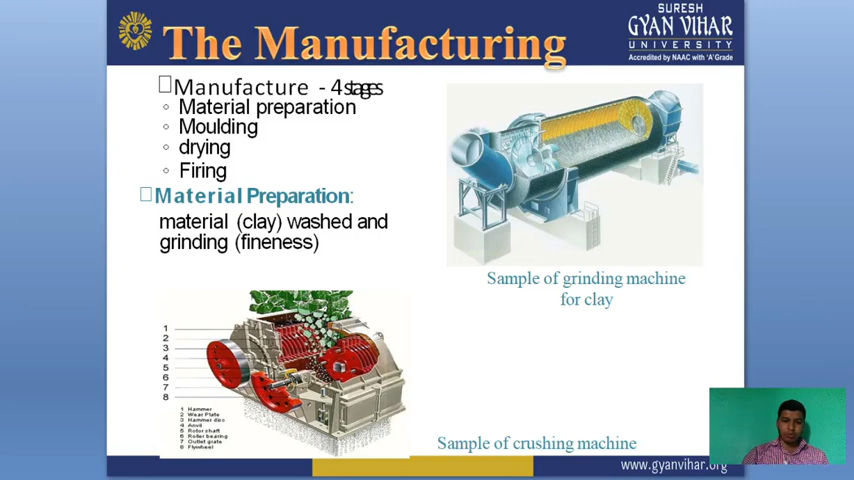 SURESH
GYAN VIHAR
UNIVERSITY
Accredited by NAAC with 'A' Grade
The Manufacturing
Manufacture - 4 stages
Material preparation
Moulding
drying
Firing
Material Preparation:
material (clay) washed and
grinding (fineness)
Sample of grinding machine
for clay
1
2
3
4
5
6
7
8
1 Hammer
2 Wear Plate
3 Hammer disc
4 Anvil
5 Rotor shaft
6 Roller bearing
7 Outlet grate
8 Flywheel
Sample of crushing machine
www.gyanvihar.org